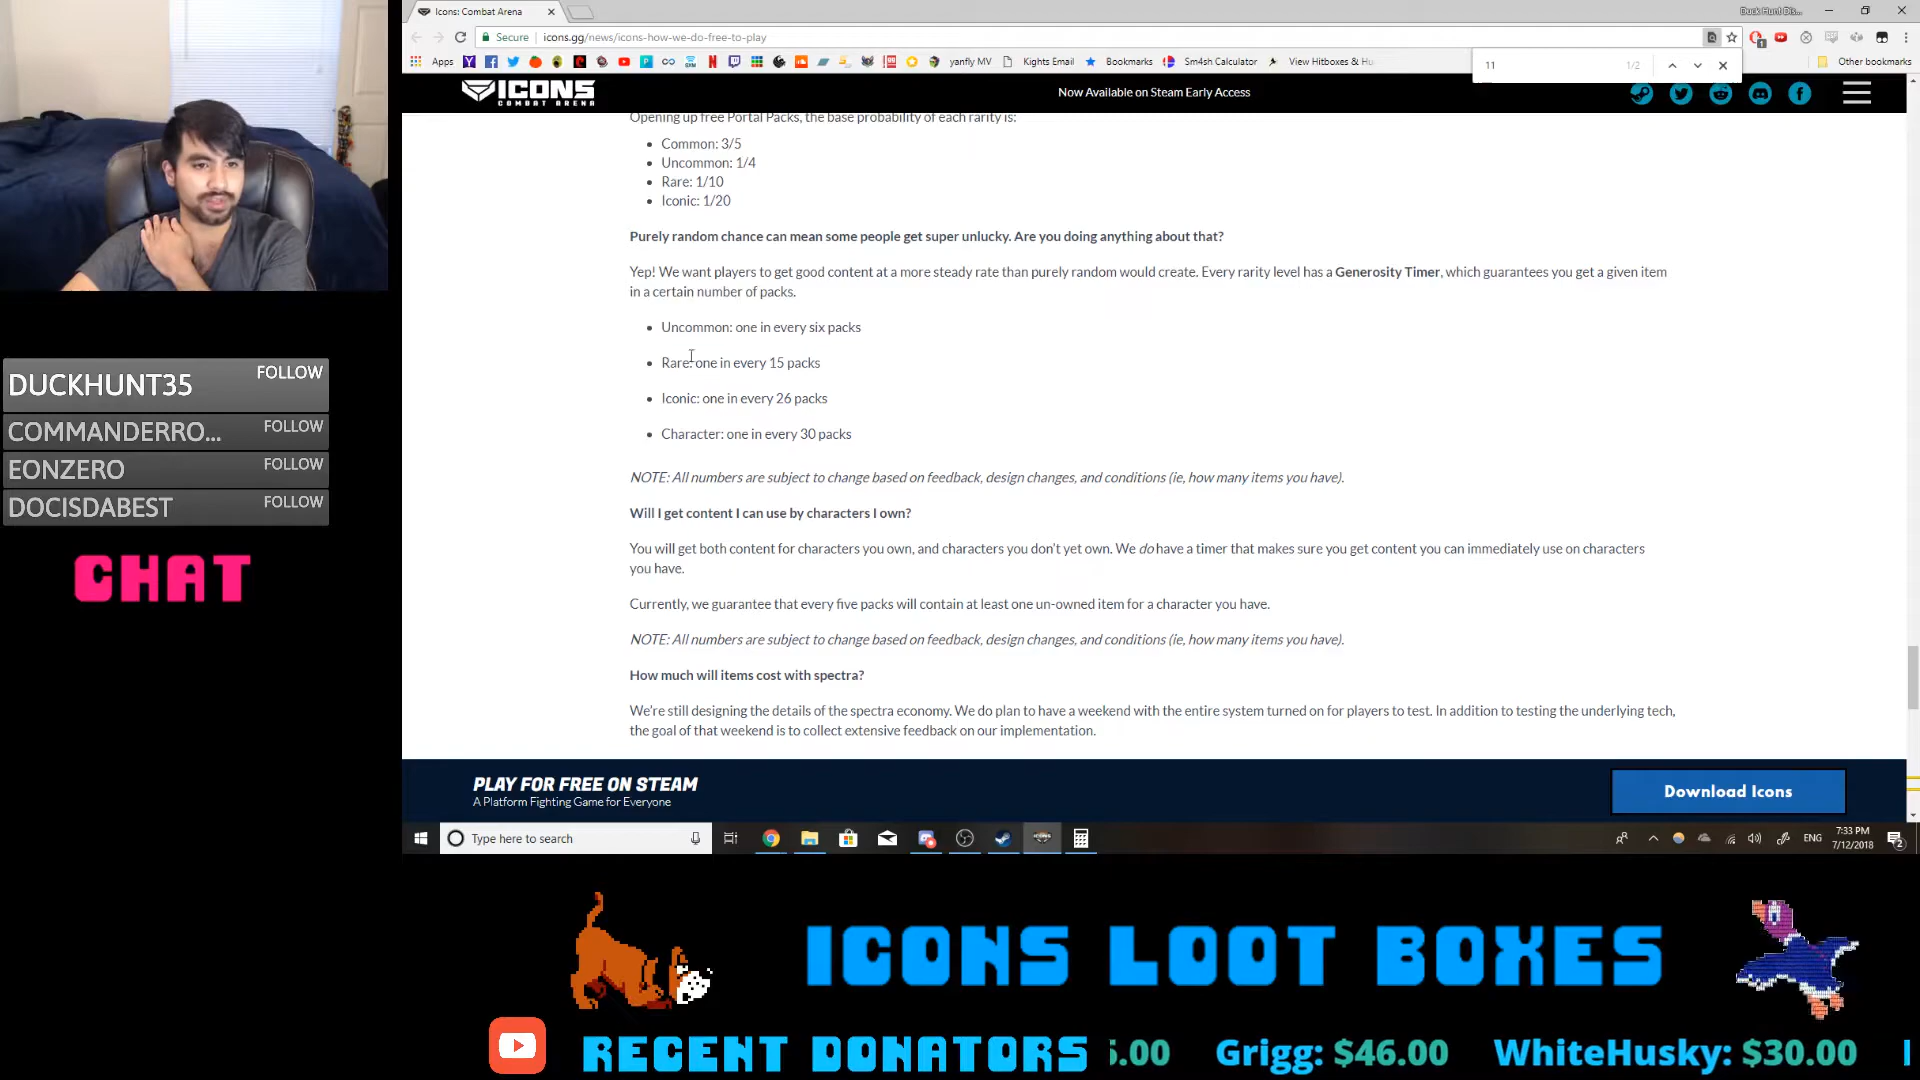 Icons: Combat Arena
Duck Hunt Dis...
Secure
icons.gg/news/icons-how-we-do-free-to-play
Apps
yanfly MV
Kights Email
Bookmarks
Sm4sh Calculator
View Hitboxes & Hu
Other bookmarks
11
1/2
ICONS
COMBAT ARENA
Now Available on Steam Early Access
Opening up free Portal Packs, the base probability of each rarity is:
Common: 3/5
Uncommon: 1/4
Rare: 1/10
Iconic: 1/20
Purely random chance can mean some people get super unlucky. Are you doing anything about that?
Yep! We want players to get good content at a more steady rate than purely random would create. Every rarity level has a Generosity Timer, which guarantees you get a given item
in a certain number of packs.
Uncommon: one in every six packs
Rare: one in every 15 packs
Iconic: one in every 26 packs
Character: one in every 30 packs
NOTE: All numbers are subject to change based on feedback, design changes, and conditions (ie, how many items you have).
Will I get content I can use by characters I own?
You will get both content for characters you own, and characters you don't yet own. We do have a timer that makes sure you get content you can immediately use on characters
you have.
Currently, we guarantee that every five packs will contain at least one un-owned item for a character you have.
NOTE: All numbers are subject to change based on feedback, design changes, and conditions (ie, how many items you have).
How much will items cost with spectra?
We're still designing the details of the spectra economy. We do plan to have a weekend with the entire system turned on for players to test. In addition to testing the underlying tech,
the goal of that weekend is to collect extensive feedback on our implementation.
PLAY FOR FREE ON STEAM
A Platform Fighting Game for Everyone
Download Icons
Type here to search
ENG
7:33 PM
7/12/2018
2
DUCKHUNT35 FOLLOW
COMMANDERRO... FOLLOW
EONZERO FOLLOW
DOCISDABEST FOLLOW
CHAT
ICONS LOOT BOXES
RECENT DONATORS
5.00 Grigg: $46.00 WhiteHusky: $30.00